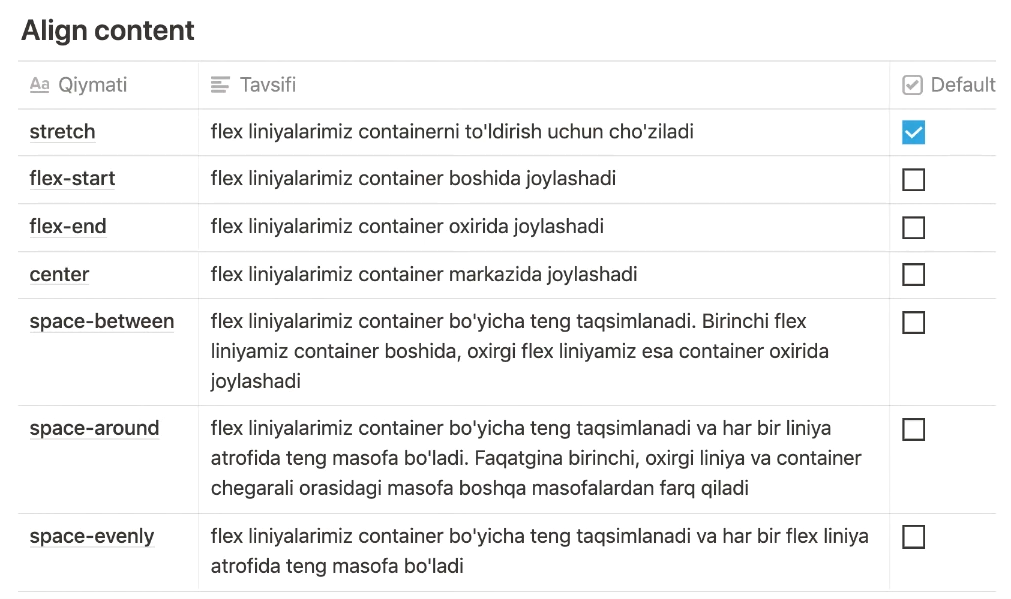 Align content
Aa Qiymati Tavsifi Default
stretch flex liniyalarimiz containerni to'ldirish uchun cho'ziladi
flex-start flex liniyalarimiz container boshida joylashadi
flex-end flex liniyalarimiz container oxirida joylashadi
center flex liniyalarimiz container markazida joylashadi
space-between flex liniyalarimiz container bo'yicha teng taqsimlanadi. Birinchi flex
liniyamiz container boshida, oxirgi flex liniyamiz esa container oxirida
joylashadi
space-around flex liniyalarimiz container bo'yicha teng taqsimlanadi va har bir liniya
atrofida teng masofa bo'ladi. Faqatgina birinchi, oxirgi liniya va container
chegarali orasidagi masofa boshqa masofalardan farq qiladi
space-evenly flex liniyalarimiz container bo'yicha teng taqsimlanadi va har bir flex liniya
atrofida teng masofa bo'ladi